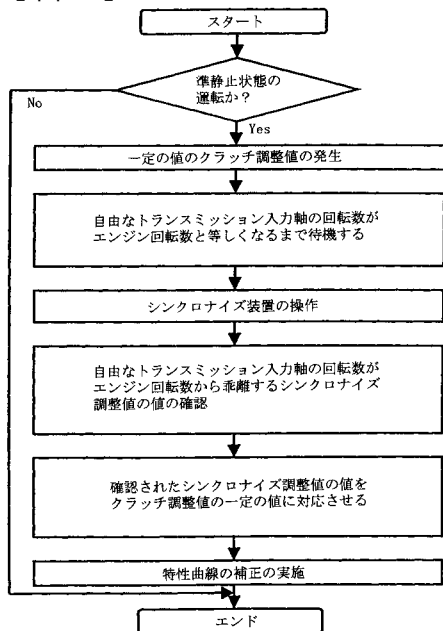 スタート
準静止状態の
運転か？
No
Yes
一定の値のクラッチ調整値の発生
自由なトランスミッション入力軸の回転数が
エンジン回転数と等しくなるまで待機する
シンクロナイズ装置の操作
自由なトランスミッション入力軸の回転数が
エンジン回転数から乖離するシンクロナイズ
調整値の値の確認
確認されたシンクロナイズ調整値の値を
クラッチ調整値の一定の値に対応させる
特性曲線の補正の実施
エンド